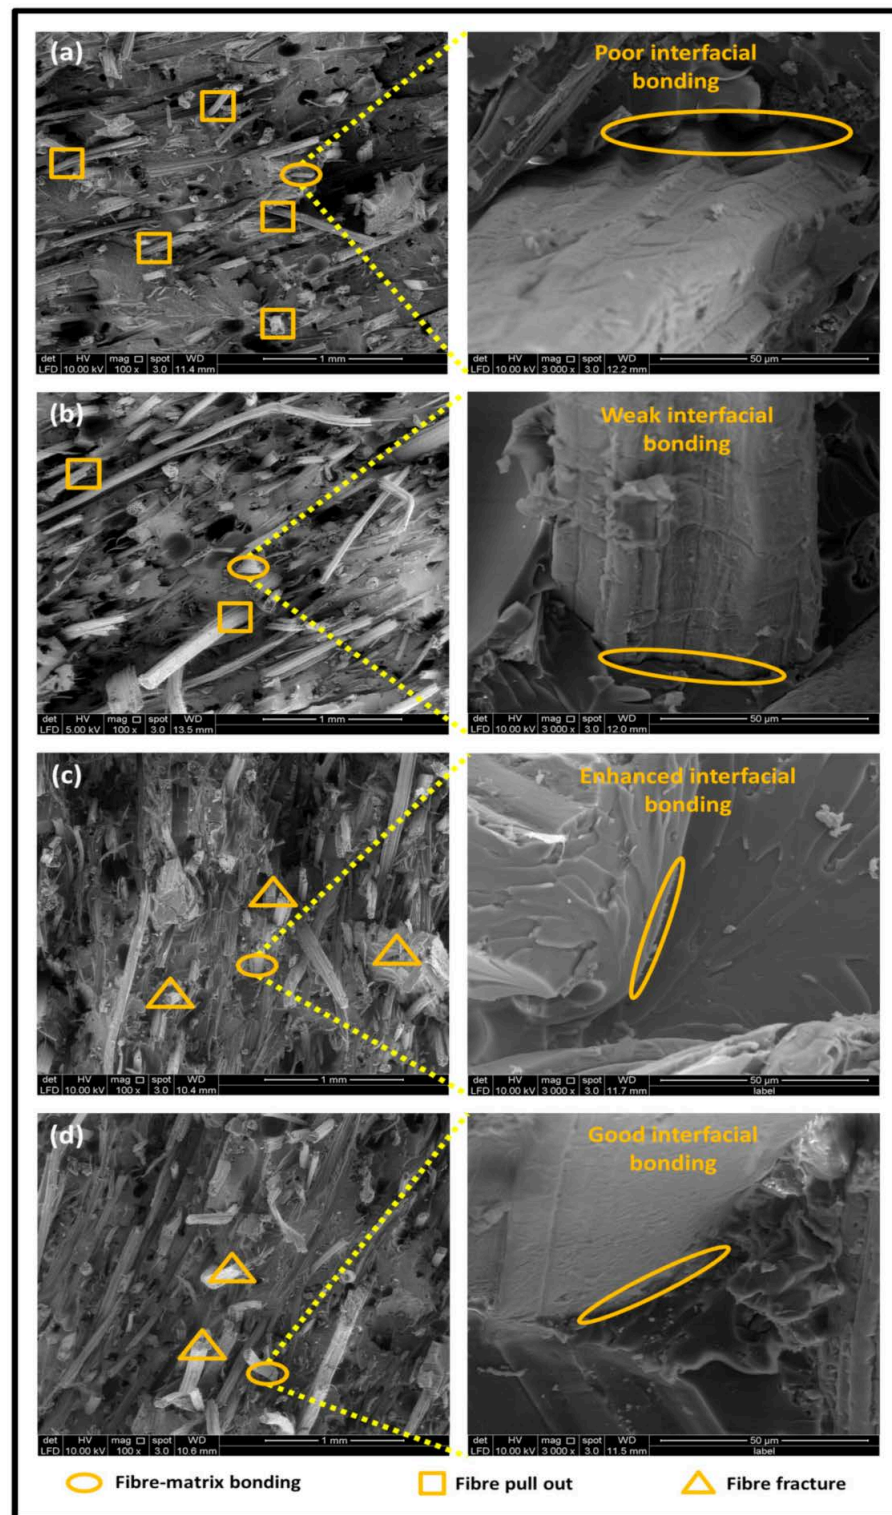 (a)
Poor interfacial
bonding
det HV mag spot WD
LFD 10.00 kV 100 x 3.0 11.4 mm
1 mm
det HV mag spot WD
LFD 10.00 kV 3 000 x 3.0 12.2 mm
50 µm
(b)
Weak interfacial
bonding
det HV mag spot WD
LFD 5.00 kV 100 x 3.0 13.5 mm
1 mm
det HV mag spot WD
LFD 10.00 kV 3 000 x 3.0 12.0 mm
50 µm
(c)
Enhanced interfacial
bonding
det HV mag spot WD
LFD 10.00 kV 100 x 3.0 10.4 mm
1 mm
det HV mag spot WD
LFD 10.00 kV 3 000 x 3.0 11.7 mm
50 µm
label
(d)
Good interfacial
bonding
det HV mag spot WD
LFD 10.00 kV 100 x 3.0 10.6 mm
1 mm
det HV mag spot WD
LFD 10.00 kV 3 000 x 3.0 11.5 mm
50 µm
label
Fibre-matrix bonding
Fibre pull out
Fibre fracture